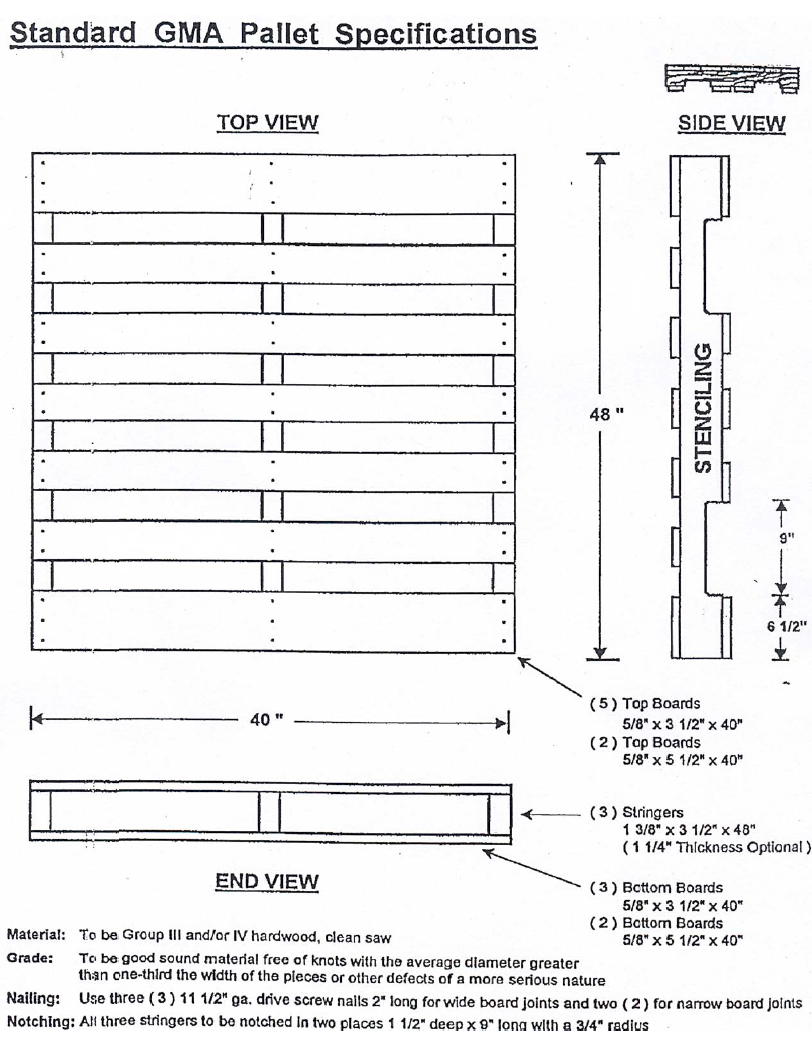 Standard GMA Pallet Specifications
TOP VIEW
SIDE VIEW
48 "
STENCILING
9"
6 1/2"
( 5 ) Top Boards
5/8" x 3 1/2" x 40"
( 2 ) Top Boards
5/8" x 5 1/2" x 40"
40 "
( 3 ) Stringers
1 3/8" x 3 1/2" x 48"
( 1 1/4" Thickness Optional )
END VIEW
( 3 ) Bottom Boards
5/8" x 3 1/2" x 40"
( 2 ) Bottom Boards
5/8" x 5 1/2" x 40"
Material: To be Group III and/or IV hardwood, clean saw
Grade: To be good sound material free of knots with the average diameter greater
than one-third the width of the pieces or other defects of a more serious nature
Nailing: Use three ( 3 ) 11 1/2" ga. drive screw nails 2" long for wide board joints and two ( 2 ) for narrow board joints
Notching: All three stringers to be notched in two places 1 1/2" deep x 9" long with a 3/4" radius